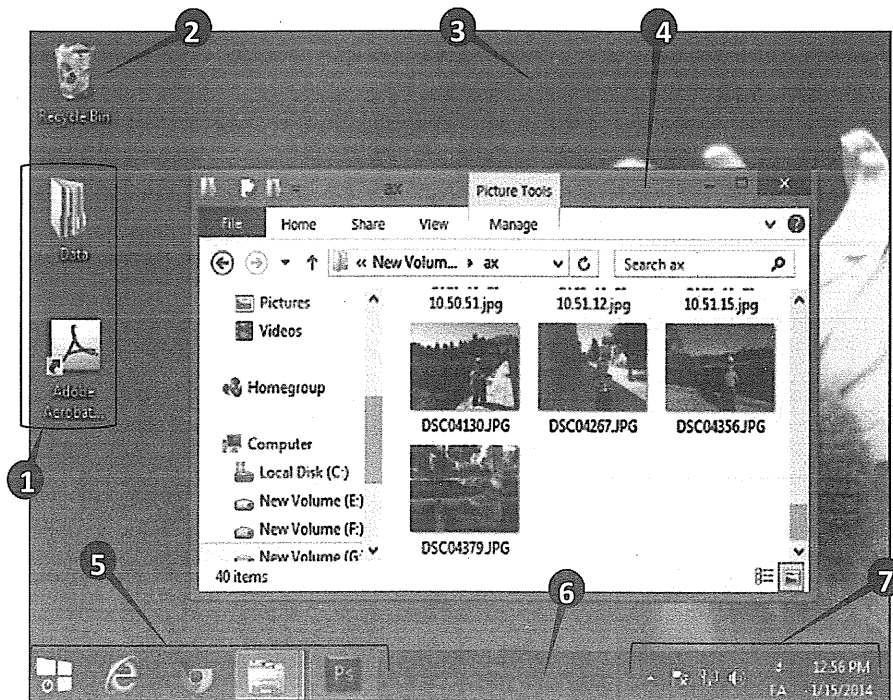 2
3
4
Recycle Bin
ax
Picture Tools
Data
File Home Share View Manage
« New Volum... ▸ ax
Search ax
Pictures
10.50.51.jpg 10.51.12.jpg 10.51.15.jpg
Videos
Adobe
Acrobat...
Homegroup
DSC04130.JPG DSC04267.JPG DSC04356.JPG
Computer
1
Local Disk (C:)
New Volume (E:)
New Volume (F:)
New Volume (G:
DSC04379.JPG
5
40 items
6
7
Ps
12:56 PM
FA 1/15/2014